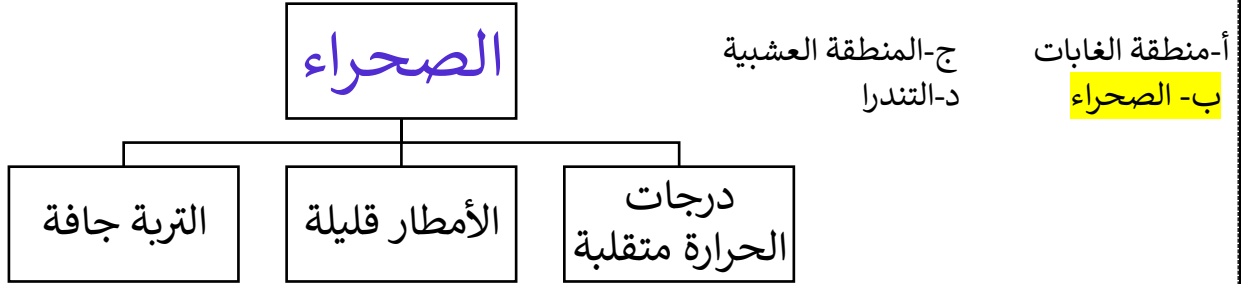 أ-منطقة الغابات ج-المنطقة العشبية
ب- الصحراء د-التندرا
الصحراء
درجات
الحرارة متقلبة
الأمطار قليلة
التربة جافة